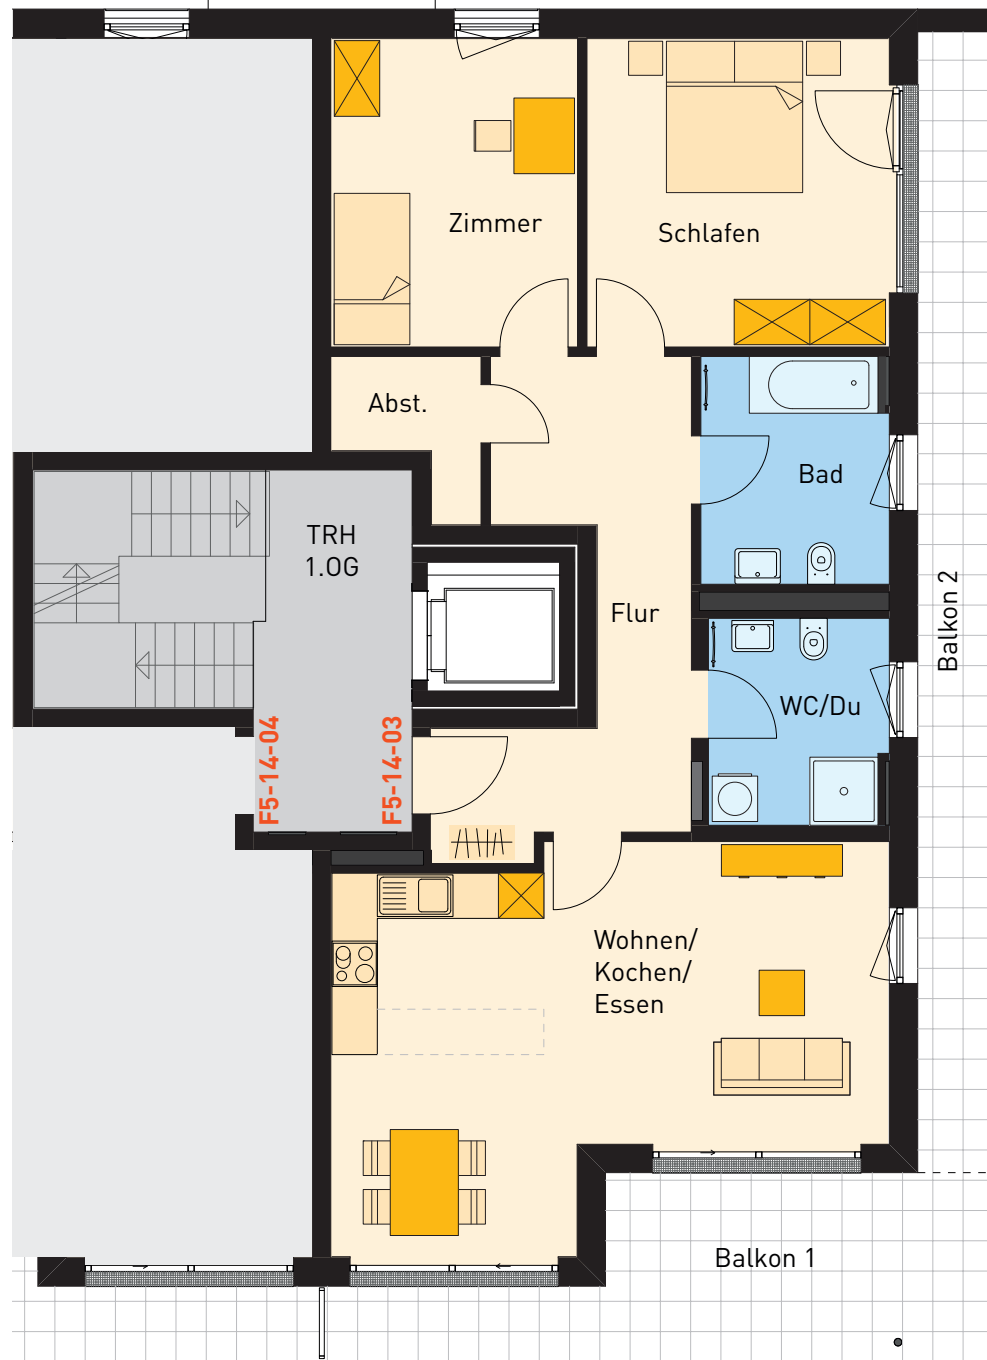 Zimmer
Schlafen
Abst.
Bad
TRH
1.OG
Flur
Balkon 2
WC/Du
F5-14-04
F5-14-03
Wohnen/
Kochen/
Essen
Balkon 1